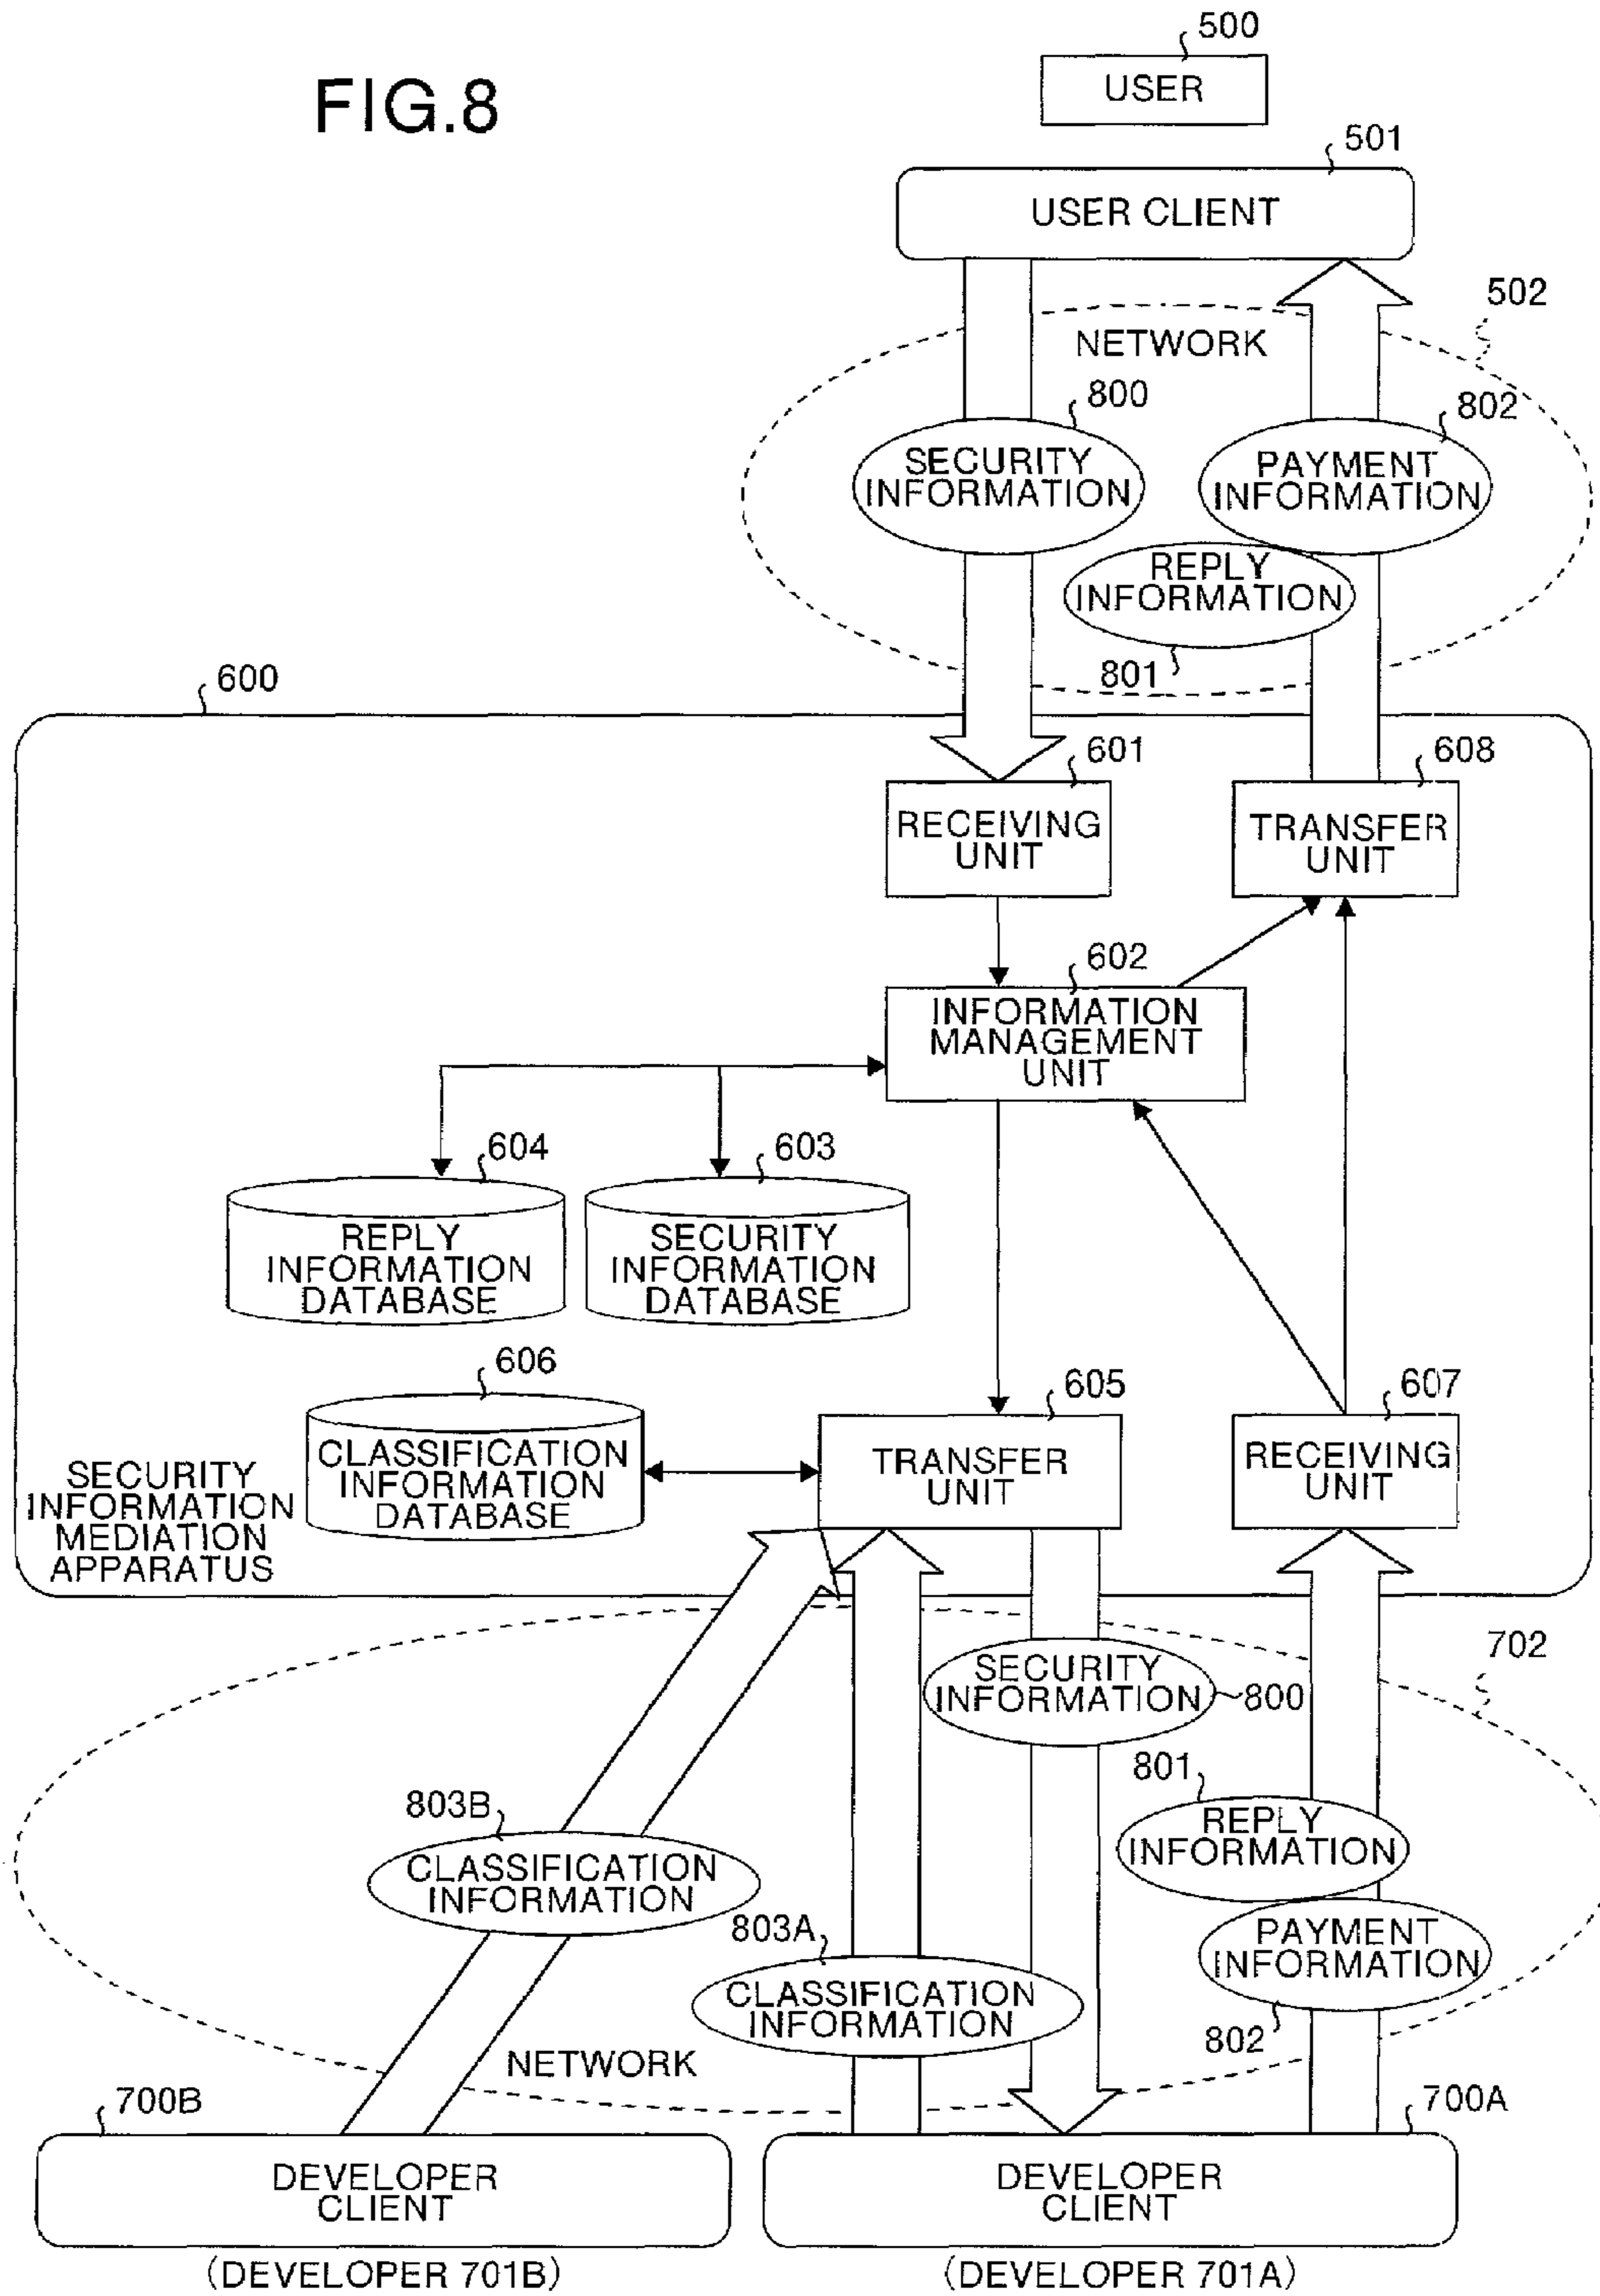 FIG.8
500
USER
501
USER CLIENT
502
NETWORK
800
802
SECURITY
INFORMATION
PAYMENT
INFORMATION
REPLY
INFORMATION
801
600
601
608
RECEIVING
UNIT
TRANSFER
UNIT
602
INFORMATION
MANAGEMENT
UNIT
604
603
REPLY
INFORMATION
DATABASE
SECURITY
INFORMATION
DATABASE
606
605
607
CLASSIFICATION
INFORMATION
DATABASE
TRANSFER
UNIT
RECEIVING
UNIT
SECURITY
INFORMATION
MEDIATION
APPARATUS
702
SECURITY
INFORMATION
800
801
803B
REPLY
INFORMATION
CLASSIFICATION
INFORMATION
803A
PAYMENT
INFORMATION
CLASSIFICATION
INFORMATION
802
NETWORK
700B
700A
DEVELOPER
CLIENT
DEVELOPER
CLIENT
(DEVELOPER 701B)
(DEVELOPER 701A)